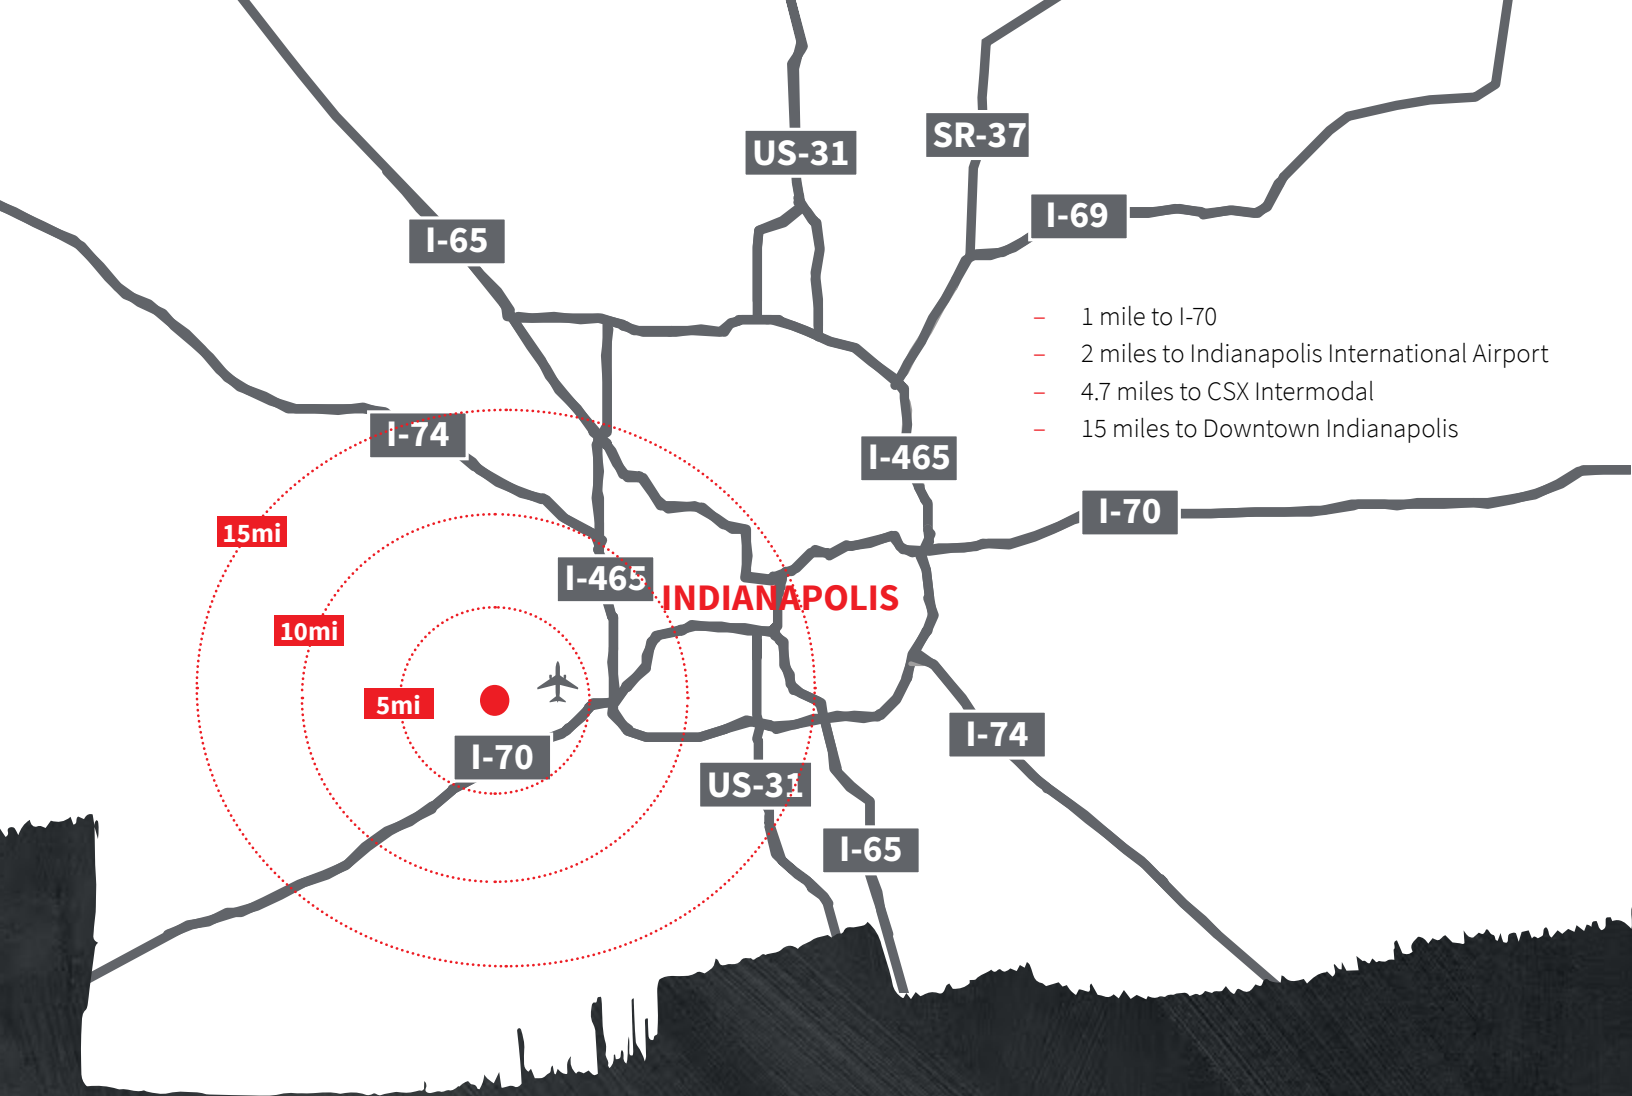 US-31
SR-37
I-69
I-65
– 1 mile to I-70
– 2 miles to Indianapolis International Airport
– 4.7 miles to CSX Intermodal
– 15 miles to Downtown Indianapolis
I-74
I-465
I-70
15mi
I-465
INDIANAPOLIS
10mi
5mi
I-74
I-70
US-31
I-65